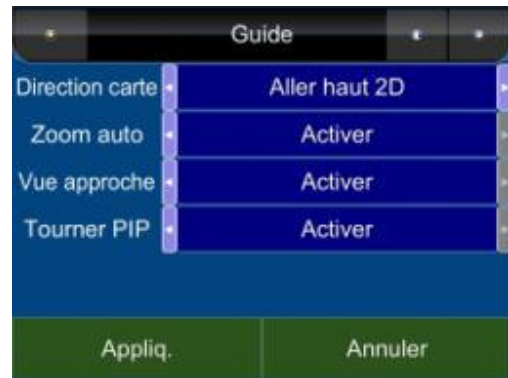 Guide
Direction carte Aller haut 2D
Zoom auto Activer
Vue approche Activer
Tourner PIP Activer
Appliq. Annuler